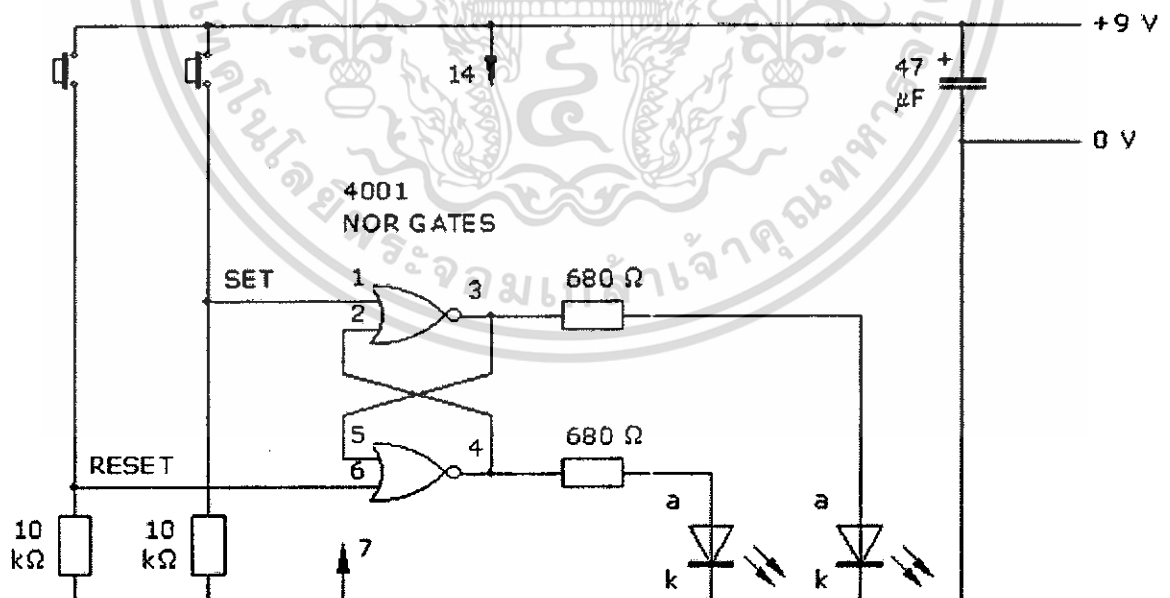 +9 V
14
47 +
µF
0 V
4001
NOR GATES
SET
1
2
3
680 Ω
5
6
4
680 Ω
RESET
10
kΩ
10
kΩ
7
a
k
a
k